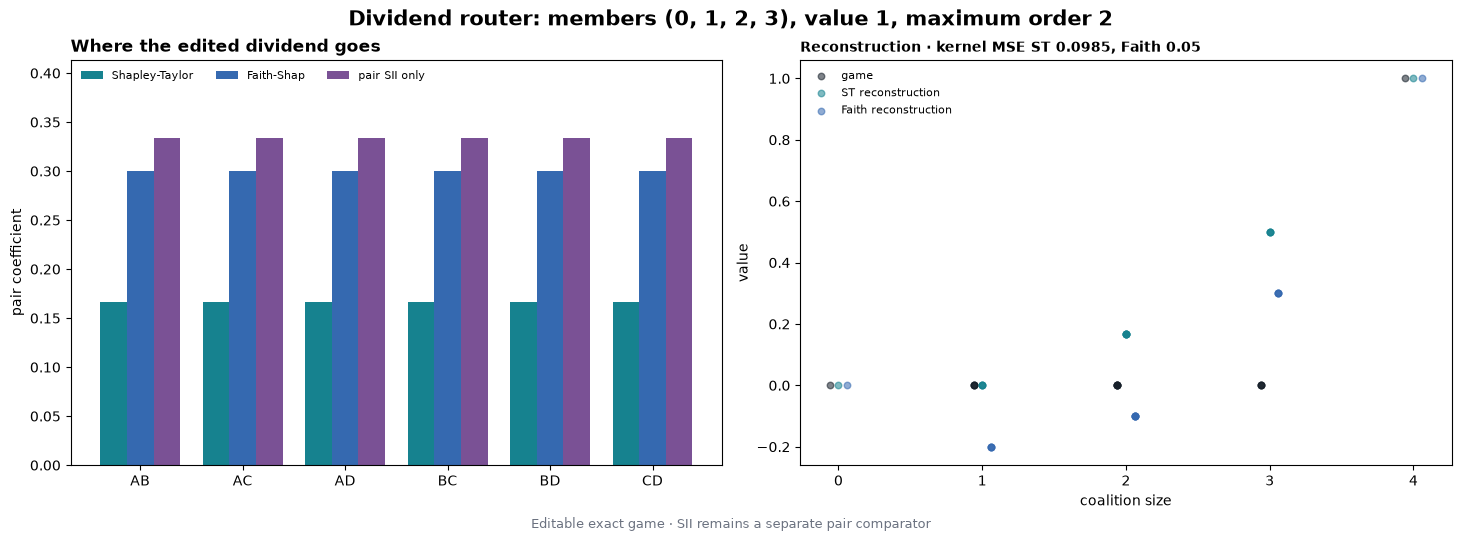 Dividend router: members (0, 1, 2, 3), value 1, maximum order 2
Where the edited dividend goes
Shapley-Taylor
Faith-Shap
pair SII only
pair coefficient
0.40
0.35
0.30
0.25
0.20
0.15
0.10
0.05
0.00
AB
AC
AD
BC
BD
CD
Reconstruction · kernel MSE ST 0.0985, Faith 0.05
game
ST reconstruction
Faith reconstruction
value
1.0
0.8
0.6
0.4
0.2
0.0
−0.2
0
1
2
3
4
coalition size
Editable exact game · SII remains a separate pair comparator